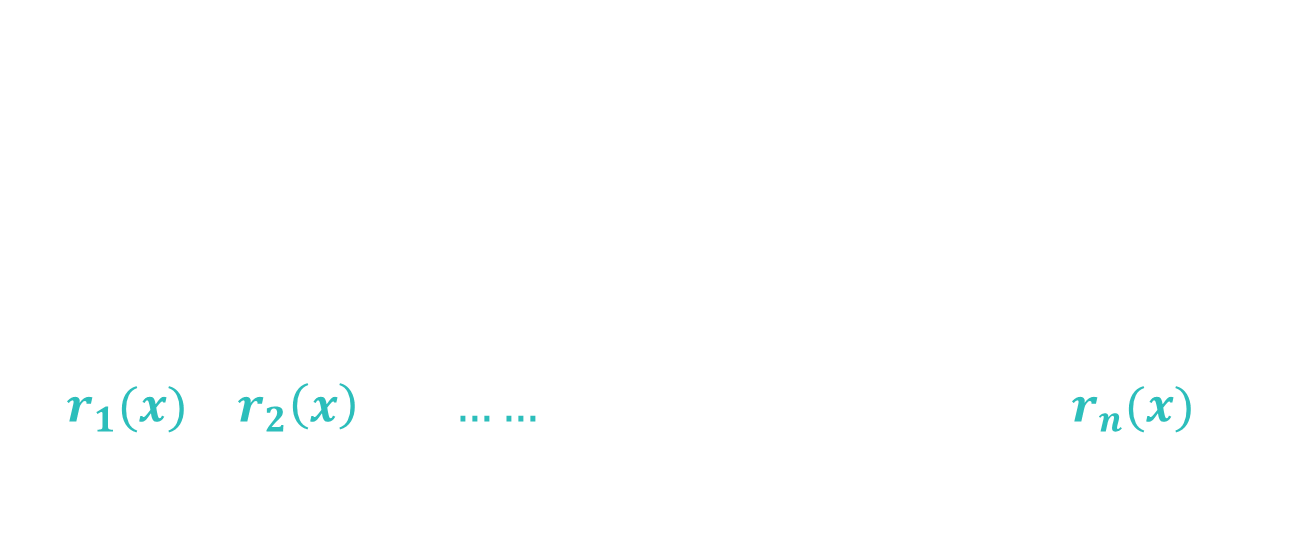 r₁(x) r₂(x) ... ... rₙ(x)